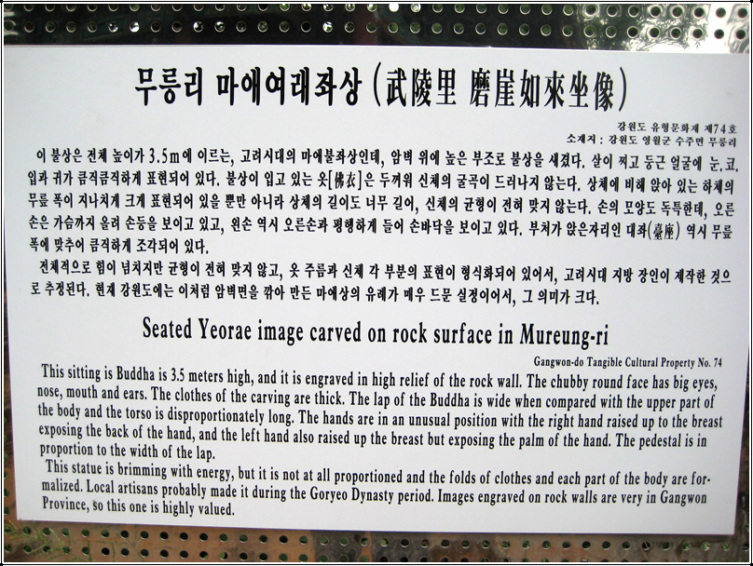 무릉리 마애여래좌상 (武陵里 磨崖如來坐像)
강원도 유형문화재 제74호
소재지 : 강원도 영월군 수주면 무릉리
이 불상은 전체 높이가 3.5m에 이르는, 고려시대의 마애불좌상인데, 암벽 위에 높은 부조로 불상을 새겼다. 살이 찌고 둥근 얼굴에 눈,코,
입과 귀가 큼직큼직하게 표현되어 있다. 불상이 입고 있는 옷[佛衣]은 두꺼워 신체의 굴곡이 드러나지 않는다. 상체에 비해 앉아 있는 하체의
무릎 폭이 지나치게 크게 표현되어 있을 뿐만 아니라 상체의 길이도 너무 길어, 신체의 균형이 전혀 맞지 않는다. 손의 모양도 독특한데, 오른
손은 가슴까지 올려 손등을 보이고 있고, 왼손 역시 오른손과 평행하게 들어 손바닥을 보이고 있다. 부처가 앉은자리인 대좌(臺座) 역시 무릎
폭에 맞추어 큼직하게 조각되어 있다.
전체적으로 힘이 넘치지만 균형이 전혀 맞지 않고, 옷 주름과 신체 각 부분의 표현이 형식화되어 있어서, 고려시대 지방 장인이 제작한 것으
로 추정된다. 현재 강원도에는 이처럼 암벽면을 깎아 만든 마애상의 유례가 매우 드문 실정이어서, 그 의미가 크다.
Seated Yeorae image carved on rock surface in Mureung-ri
Gangwon-do Tangible Cultural Property No. 74
This sitting is Buddha is 3.5 meters high, and it is engraved in high relief of the rock wall. The chubby round face has big eyes,
nose, mouth and ears. The clothes of the carving are thick. The lap of the Buddha is wide when compared with the upper part of
the body and the torso is disproportionately long. The hands are in an unusual position with the right hand raised up to the breast
exposing the back of the hand, and the left hand also raised up the breast but exposing the palm of the hand. The pedestal is in
proportion to the width of the lap.
This statue is brimming with energy, but it is not at all proportioned and the folds of clothes and each part of the body are for-
malized. Local artisans probably made it during the Goryeo Dynasty period. Images engraved on rock walls are very in Gangwon
Province, so this one is highly valued.